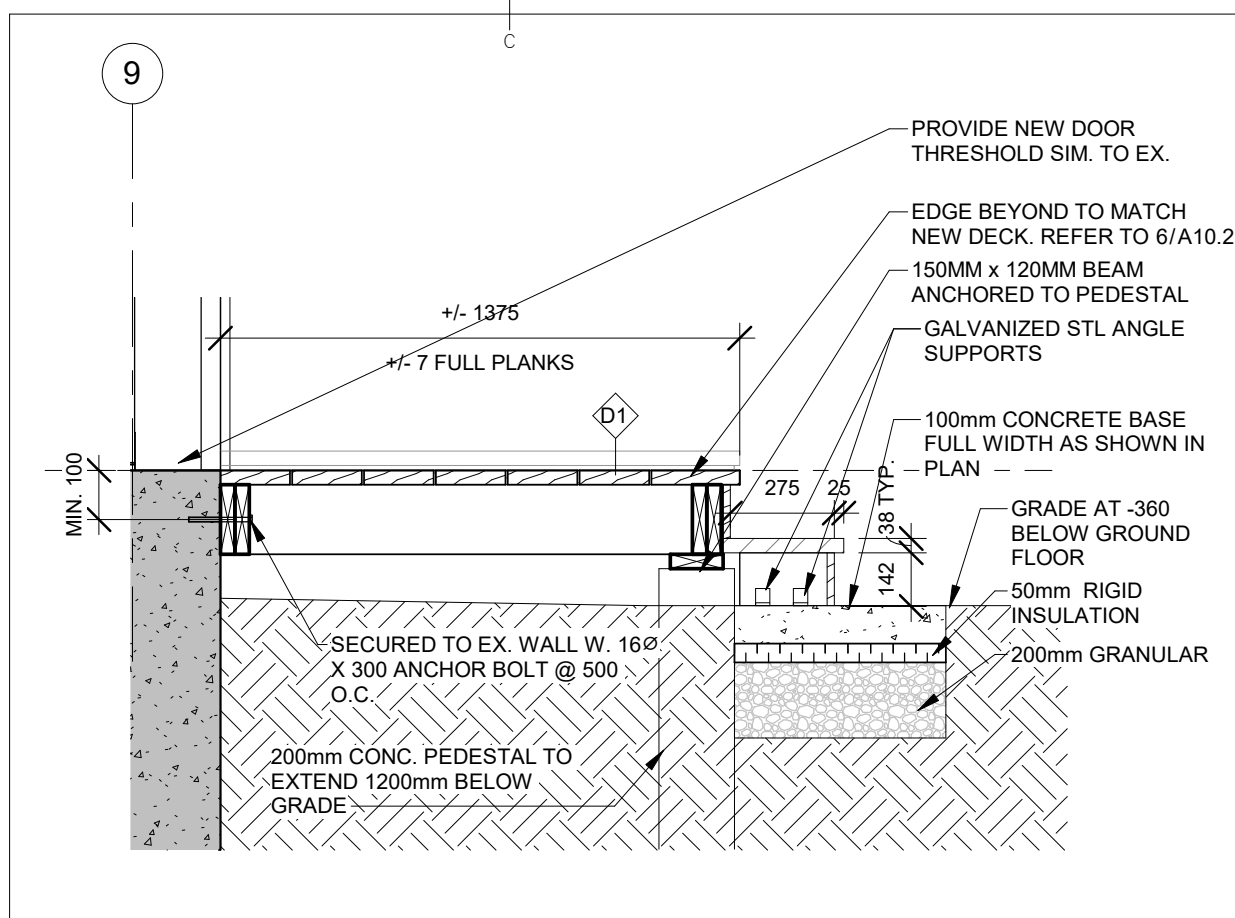 C
9
PROVIDE NEW DOOR
THRESHOLD SIM. TO EX.
EDGE BEYOND TO MATCH
NEW DECK. REFER TO 6/A10.2
150MM x 120MM BEAM
ANCHORED TO PEDESTAL
+/- 1375
GALVANIZED STL ANGLE
SUPPORTS
+/- 7 FULL PLANKS
D1
100mm CONCRETE BASE
FULL WIDTH AS SHOWN IN
PLAN
MIN. 100
275
25
38 TYP.
142
GRADE AT -360
BELOW GROUND
FLOOR
50mm RIGID
INSULATION
200mm GRANULAR
SECURED TO EX. WALL W. 16Ø
X 300 ANCHOR BOLT @ 500
O.C.
200mm CONC. PEDESTAL TO
EXTEND 1200mm BELOW
GRADE